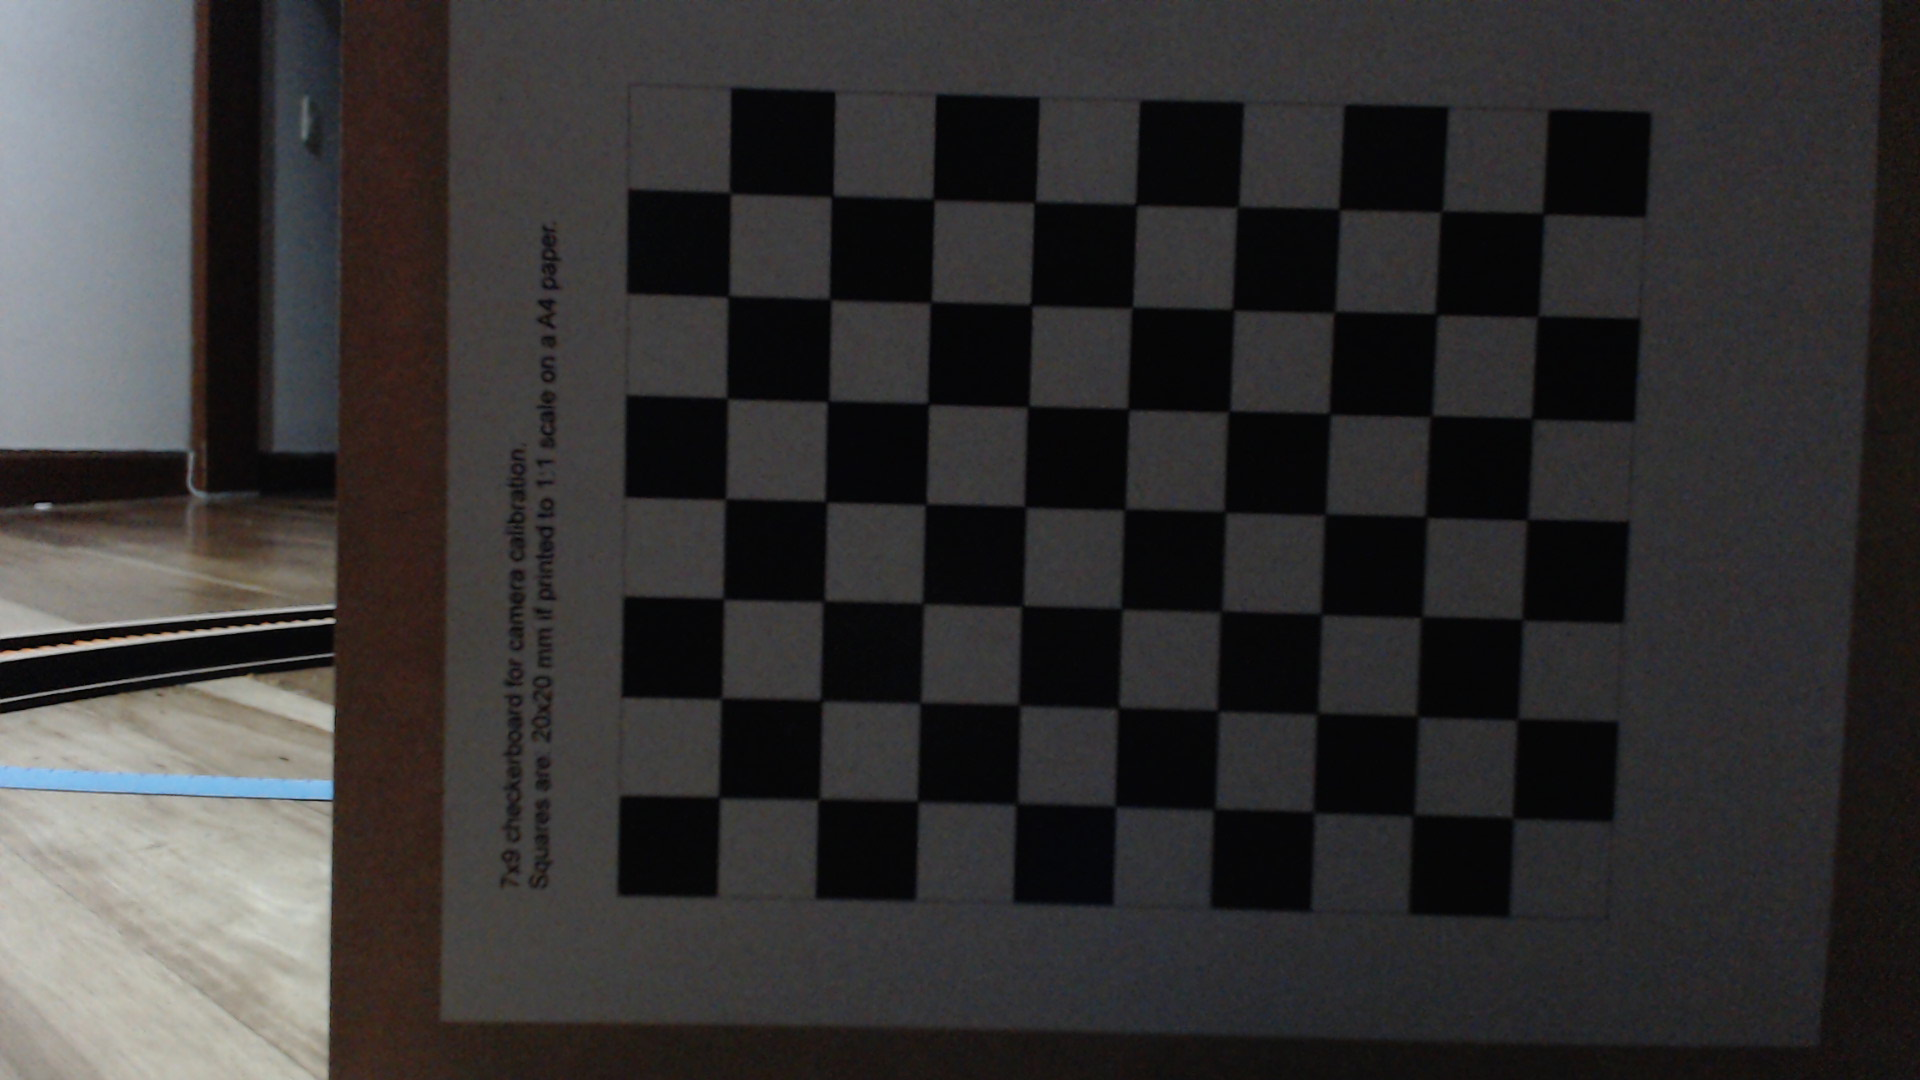 7x9 checkerboard for camera calibration.
Squares are 20x20 mm if printed to 1:1 scale on a A4 paper.